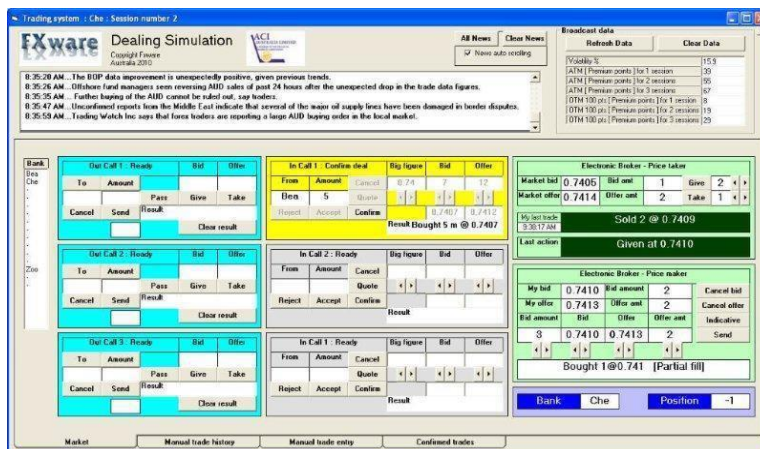 Trading system : Che : Session number 2
FXware
Dealing Simulation
Copyright Fxware
Australia 2010
ACI
All News
Clear News
News auto scrolling
8:35:20 AM...The BOP data improvement is unexpectedly positive, given previous trends.
8:35:26 AM...Offshore fund managers seen reversing AUD sales of past 24 hours after the unexpected drop in the trade data figures.
8:35:35 AM... Further buying of the AUD cannot be ruled out, say traders.
8:35:47 AM...Unconfirmed reports from the Middle East indicate that several of the major oil supply lines have been damaged in border disputes.
8:35:59 AM...Trading Watch Inc says that forex traders are reporting a large AUD buying order in the local market.
Broadcast data
Refresh Data
Clear Data
Volatility % 15.9
ATM [ Premium points ] for 1 session 39
ATM [ Premium points ] for 2 sessions 55
ATM [ Premium points ] for 3 sessions 67
OTM 100 pts [ Premium points ] for 1 session 8
OTM 100 pts [ Premium points ] for 2 sessions 19
OTM 100 pts [ Premium points ] for 3 sessions 29
Bank
Bea
Che
Zoo
Out Call 1 : Ready Bid Offer
To Amount
Pass Give Take
Cancel Send Result
Clear result
Out Call 2 : Ready Bid Offer
To Amount
Pass Give Take
Cancel Send Result
Clear result
Out Call 3 : Ready Bid Offer
To Amount
Pass Give Take
Cancel Send Result
Clear result
In Call 1 : Confirm deal Big figure Bid Offer
From Amount Cancel 0.74 7 12
Bea 5 Quote
Reject Accept Confirm 0.7407 0.7412
Result Bought 5 m @ 0.7407
In Call 2 : Ready Big figure Bid Offer
From Amount Cancel
Quote
Reject Accept Confirm
Result
In Call 1 : Ready Big figure Bid Offer
From Amount Cancel
Quote
Reject Accept Confirm
Result
Electronic Broker - Price taker
Market bid 0.7405 Bid amt 1 Give 2
Market offer 0.7414 Offer amt 2 Take 1
My last trade Sold 2 @ 0.7409
9:30:17 AM
Last action Given at 0.7410
Electronic Broker - Price maker
My bid 0.7410 Bid amount 2 Cancel bid
My offer 0.7413 Offer amt 2 Cancel offer
Bid amount Bid Offer Offer amt Indicative
3 0.7410 0.7413 2 Send
Bought 1@0.741 [Partial fill]
Bank Che Position -1
Market
Manual trade history
Manual trade entry
Confirmed trades